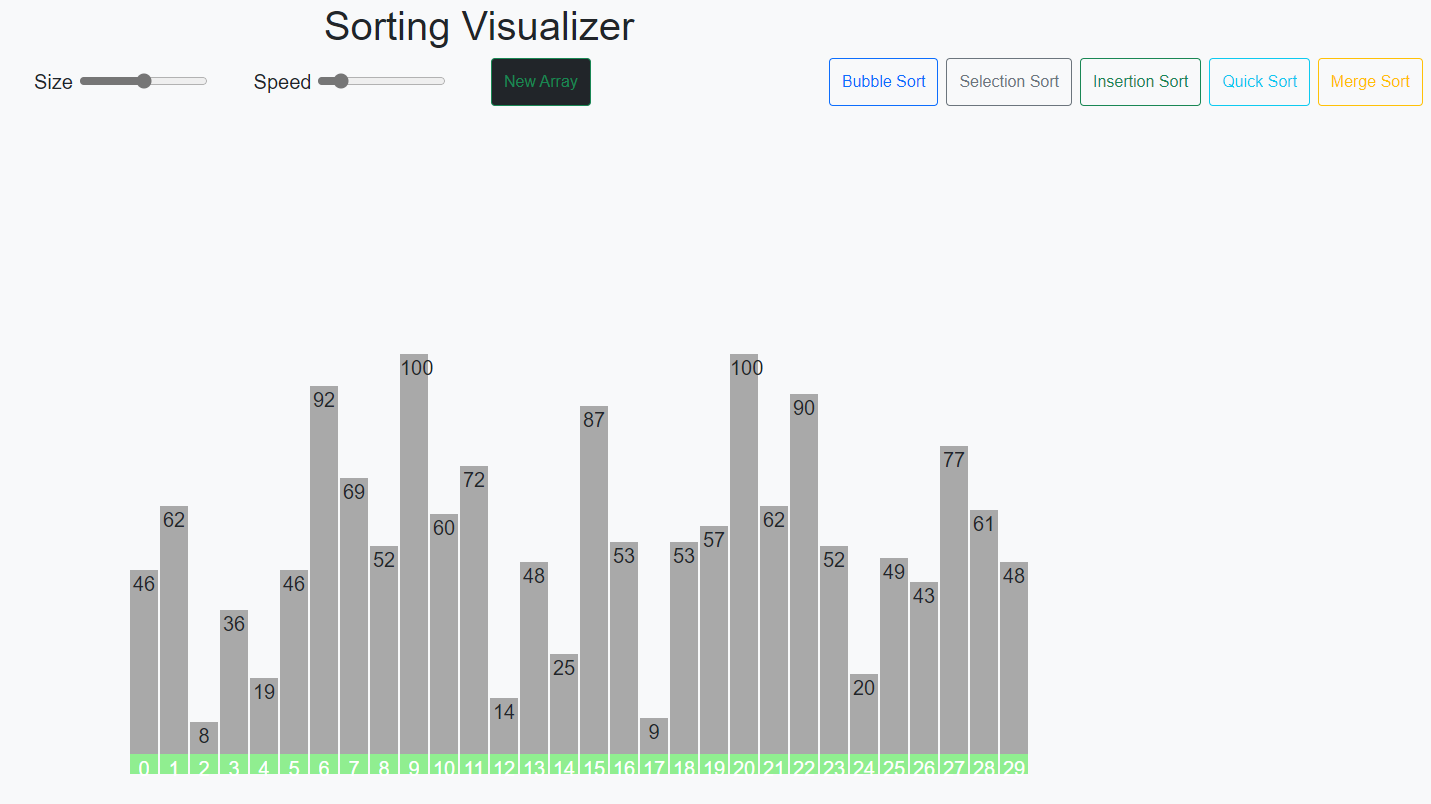 Sorting Visualizer
Size Speed New Array Bubble Sort Selection Sort Insertion Sort Quick Sort Merge Sort
46 62 8 36 19 46 92 69 52 100 60 72 14 48 25 87 53 9 53 57 100 62 90 52 20 49 43 77 61 48
0 1 2 3 4 5 6 7 8 9 10 11 12 13 14 15 16 17 18 19 20 21 22 23 24 25 26 27 28 29